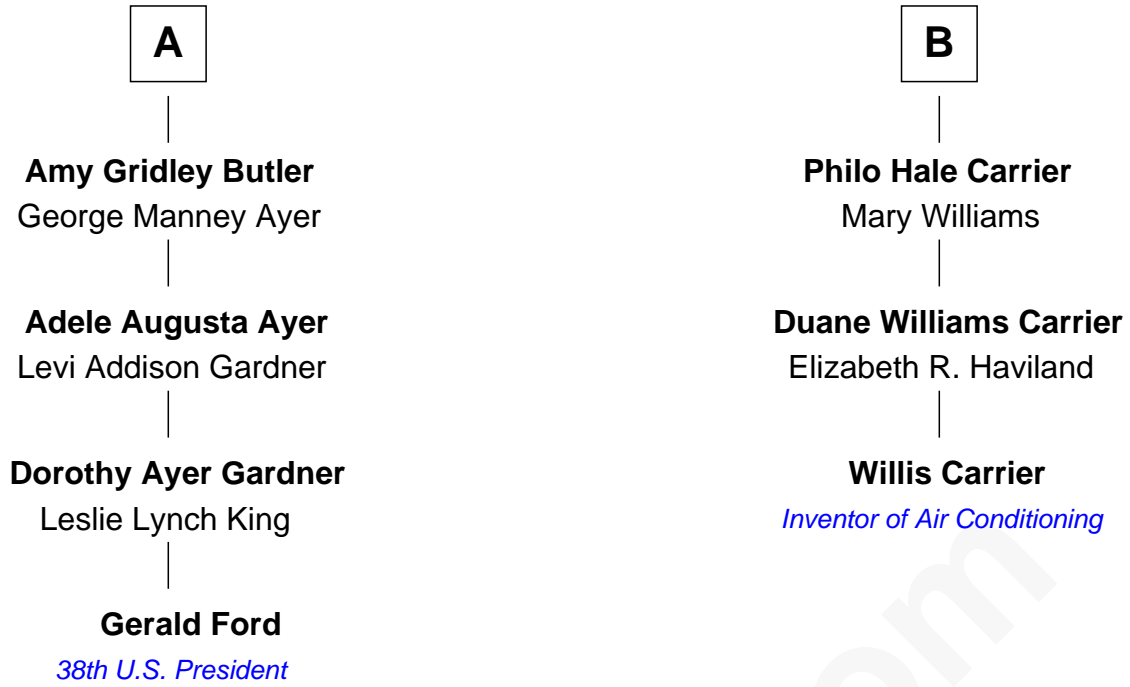 A
Amy Gridley Butler
George Manney Ayer
Adele Augusta Ayer
Levi Addison Gardner
Dorothy Ayer Gardner
Leslie Lynch King
Gerald Ford
38th U.S. President
B
Philo Hale Carrier
Mary Williams
Duane Williams Carrier
Elizabeth R. Haviland
Willis Carrier
Inventor of Air Conditioning
om